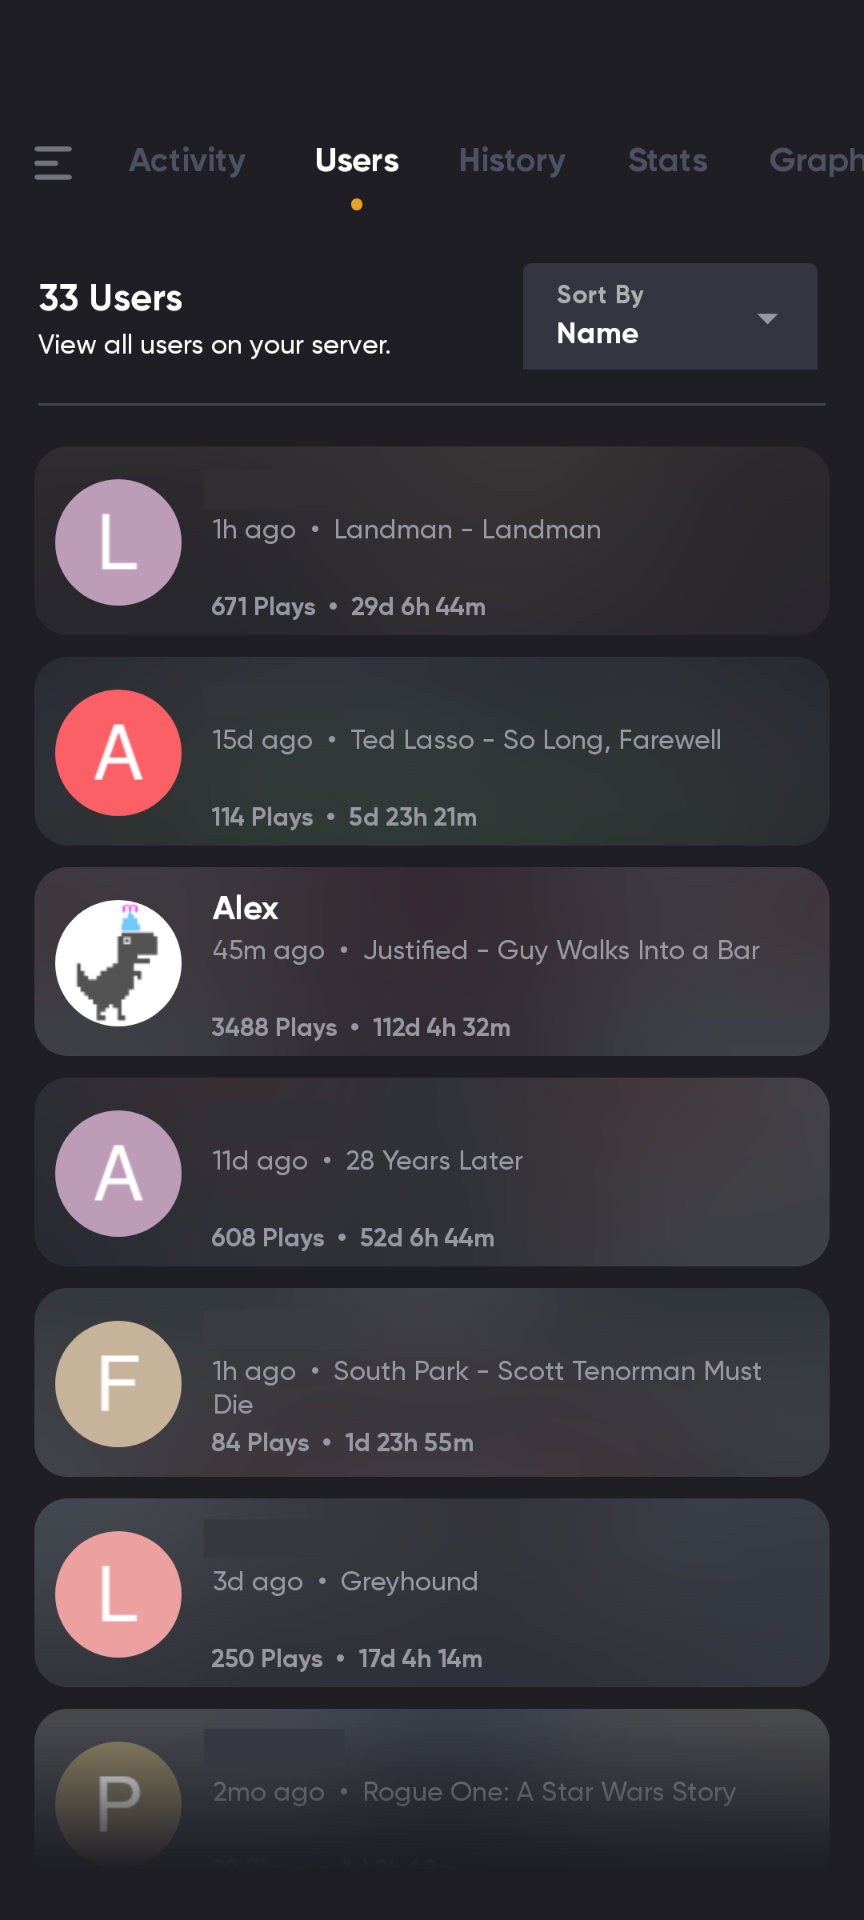 Activity Users History Stats Graph
33 Users
View all users on your server.
Sort By
Name
L
1h ago • Landman - Landman
671 Plays • 29d 6h 44m
A
15d ago • Ted Lasso - So Long, Farewell
114 Plays • 5d 23h 21m
Alex
45m ago • Justified - Guy Walks Into a Bar
3488 Plays • 112d 4h 32m
A
11d ago • 28 Years Later
608 Plays • 52d 6h 44m
F
1h ago • South Park - Scott Tenorman Must
Die
84 Plays • 1d 23h 55m
L
3d ago • Greyhound
250 Plays • 17d 4h 14m
P
2mo ago • Rogue One: A Star Wars Story